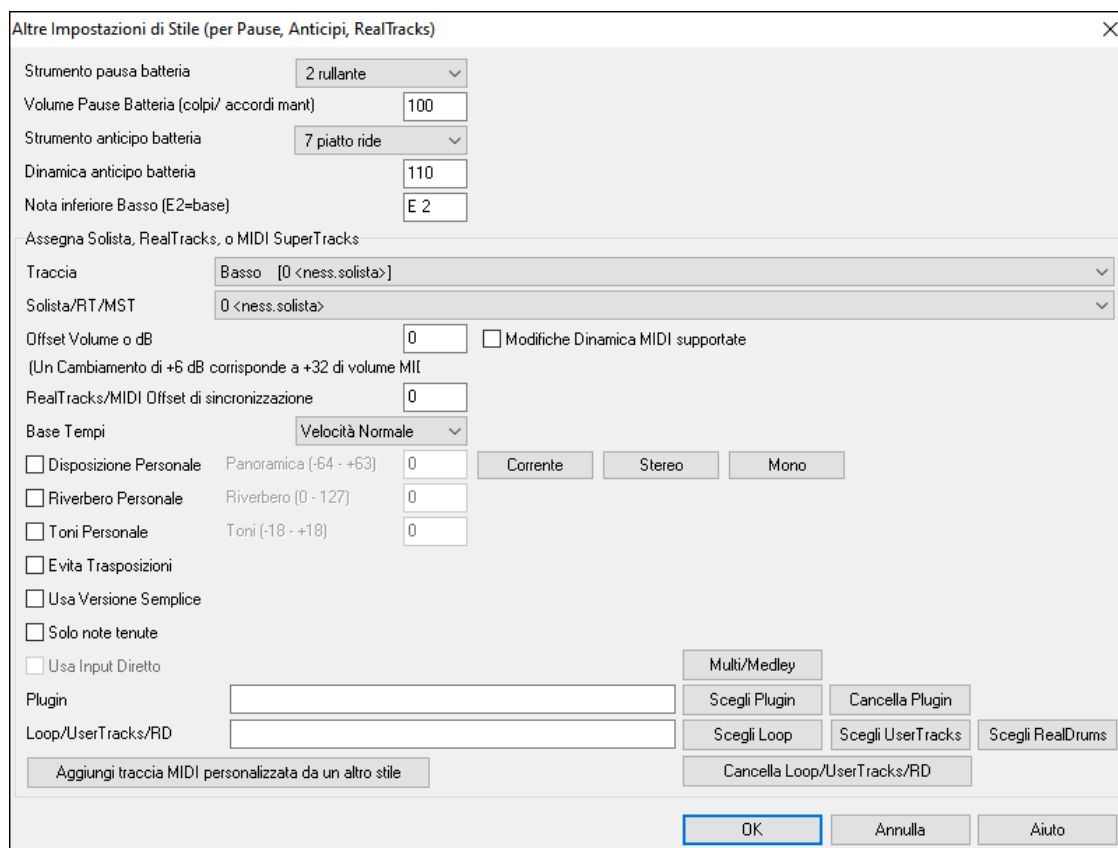 Altre Impostazioni di Stile (per Pause, Anticipi, RealTracks)
Strumento pausa batteria 2 rullante
Volume Pause Batteria (colpi/ accordi mant) 100
Strumento anticipo batteria 7 piatto ride
Dinamica anticipo batteria 110
Nota inferiore Basso (E2=base) E 2
Assegna Solista, RealTracks, o MIDI SuperTracks
Traccia Basso [0 <ness.solista>]
Solista/RT/MST 0 <ness.solista>
Offset Volume o dB 0 Modifiche Dinamica MIDI supportate
(Un Cambiamento di +6 dB corrisponde a +32 di volume MI
RealTracks/MIDI Offset di sincronizzazione 0
Base Tempi Velocità Normale
Disposizione Personale Panoramica (-64 - +63) 0 Corrente Stereo Mono
Riverbero Personale Riverbero (0 - 127) 0
Toni Personale Toni (-18 - +18) 0
Evita Trasposizioni
Usa Versione Semplice
Solo note tenute
Usa Input Diretto Multi/Medley
Plugin Scegli Plugin Cancella Plugin
Loop/UserTracks/RD Scegli Loop Scegli UserTracks Scegli RealDrums
Aggiungi traccia MIDI personalizzata da un altro stile Cancella Loop/UserTracks/RD
OK Annulla Aiuto